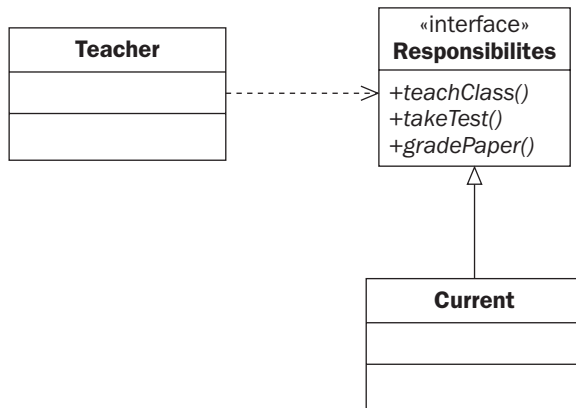 Teacher
«interface»
Responsibilites
+teachClass()
+takeTest()
+gradePaper()
Current